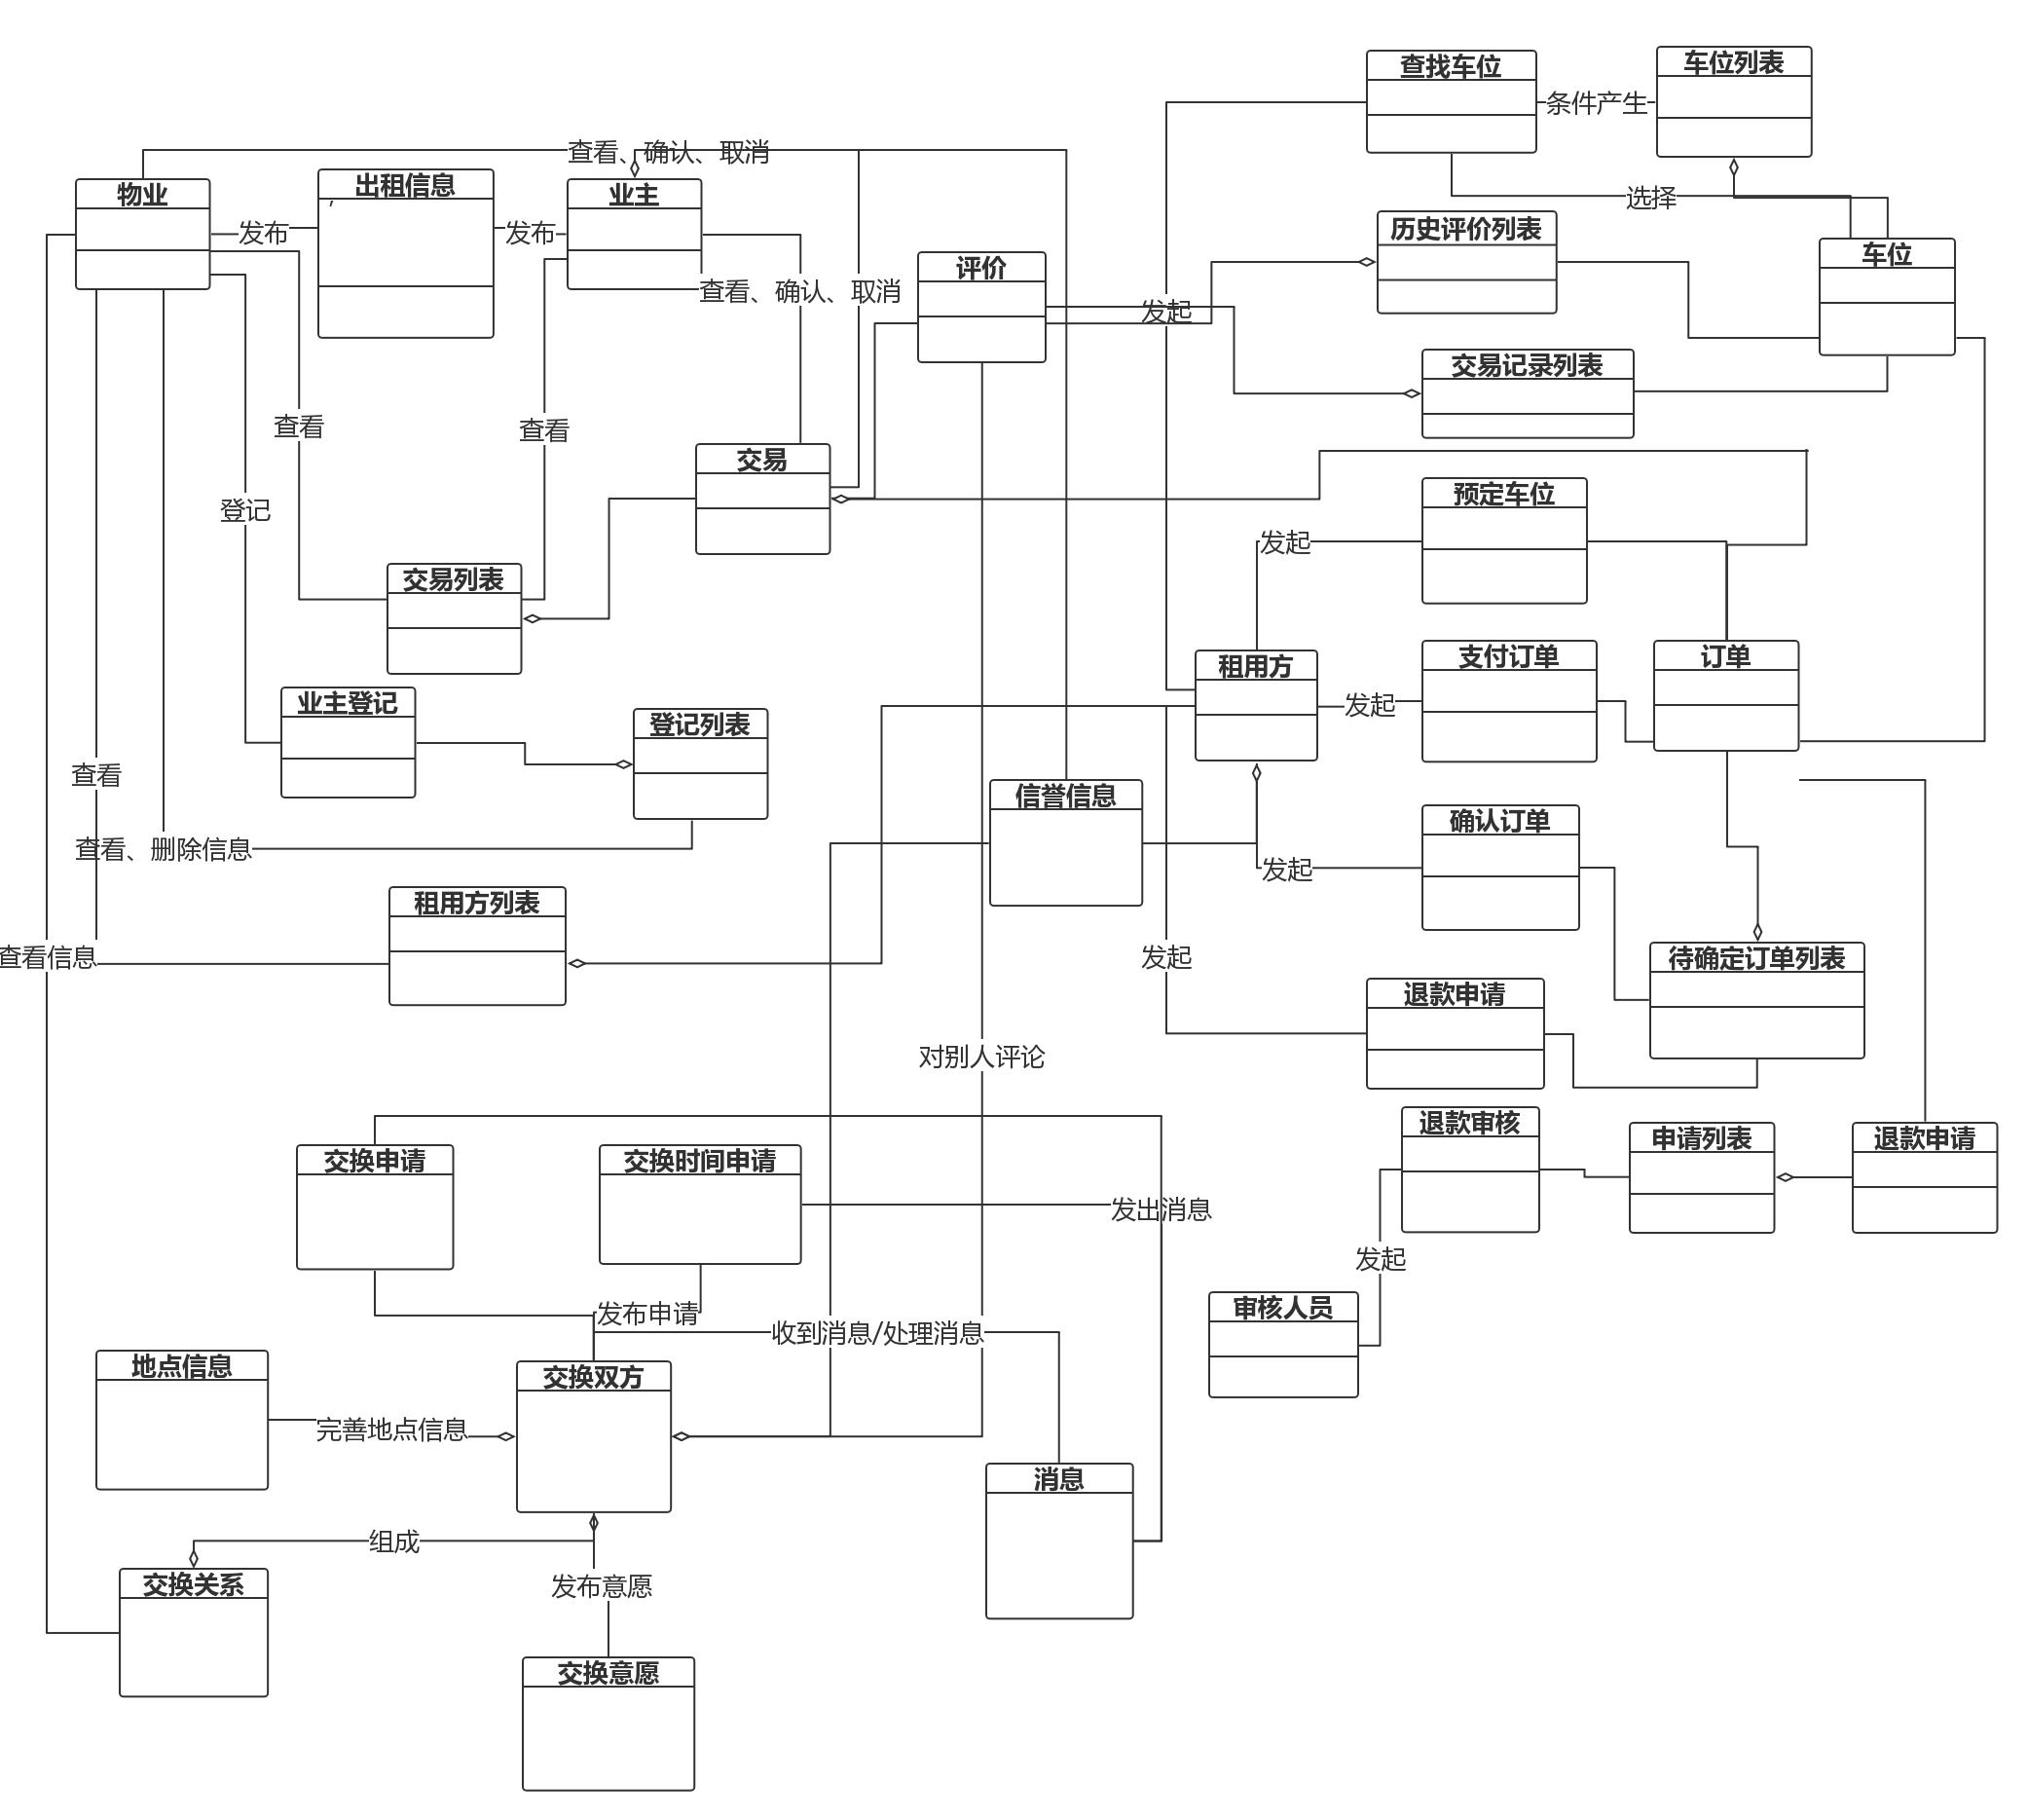 查找车位
车位列表
条件产生
查看、确认、取消
物业
出租信息
业主
发布
发布
选择
历史评价列表
车位
评价
查看、确认、取消
发起
交易记录列表
查看
查看
交易
预定车位
登记
发起
交易列表
租用方
支付订单
订单
业主登记
登记列表
发起
查看
信誉信息
确认订单
查看、删除信息
发起
租用方列表
查看信息
发起
待确定订单列表
退款申请
对别人评论
退款审核
申请列表
退款申请
交换申请
交换时间申请
发出消息
发起
发布申请
审核人员
收到消息/处理消息
地点信息
交换双方
完善地点信息
消息
组成
交换关系
发布意愿
交换意愿